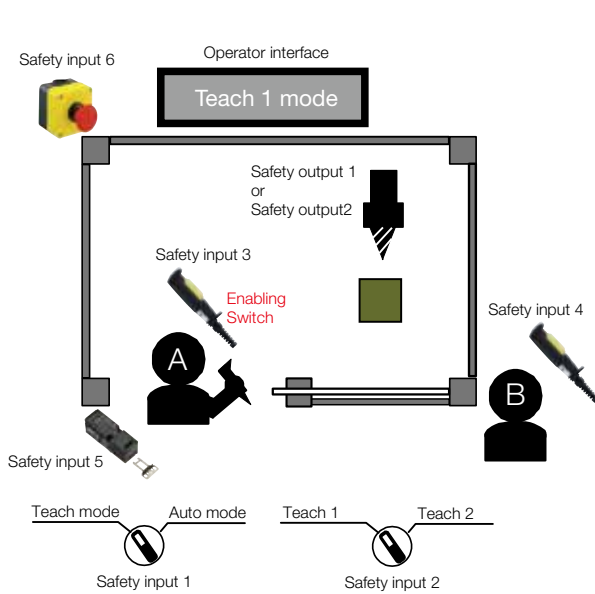 Operator interface
Safety input 6
Teach 1 mode
Safety output 1
or
Safety output2
Safety input 3
Enabling
Switch
Safety input 4
A
B
Safety input 5
Teach mode
Auto mode
Teach 1
Teach 2
Safety input 1
Safety input 2